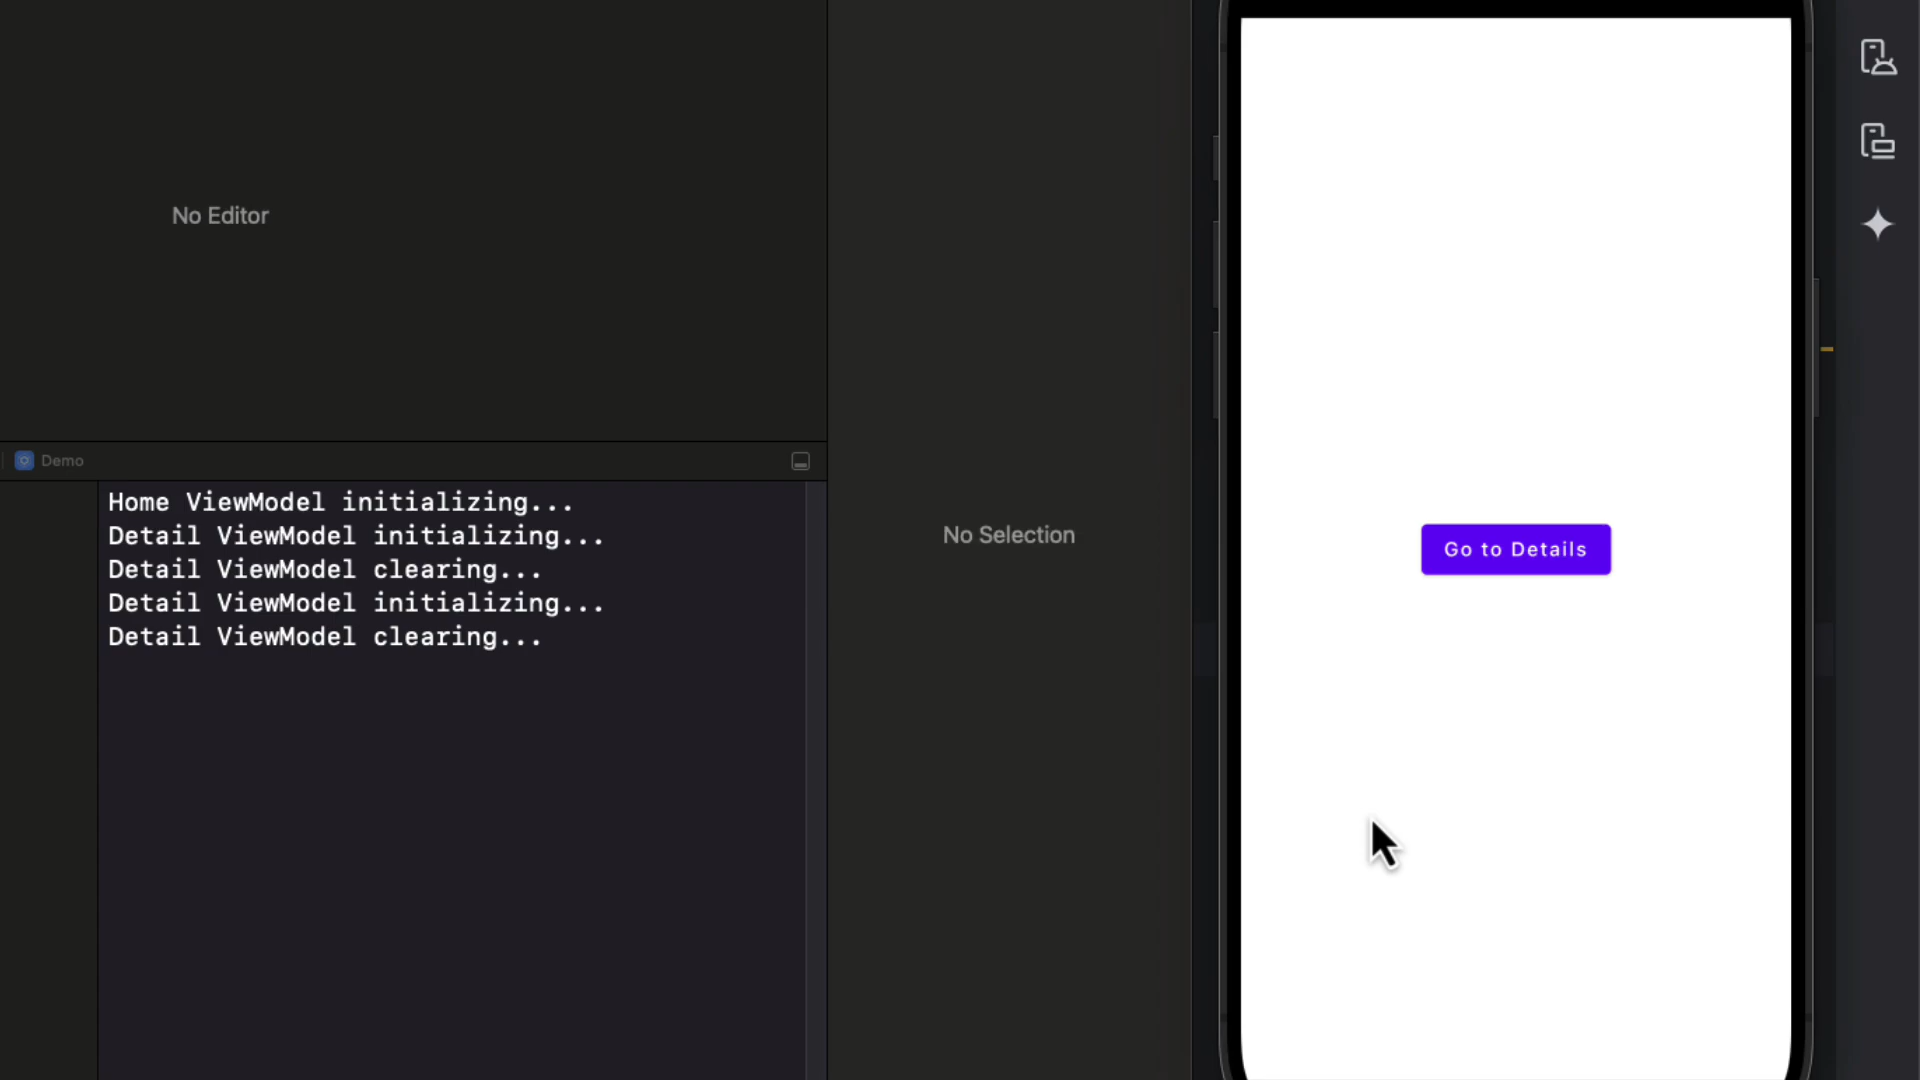 No Editor
Demo
Home ViewModel initializing...
Detail ViewModel initializing...
Detail ViewModel clearing...
Detail ViewModel initializing...
Detail ViewModel clearing...
No Selection
Go to Details